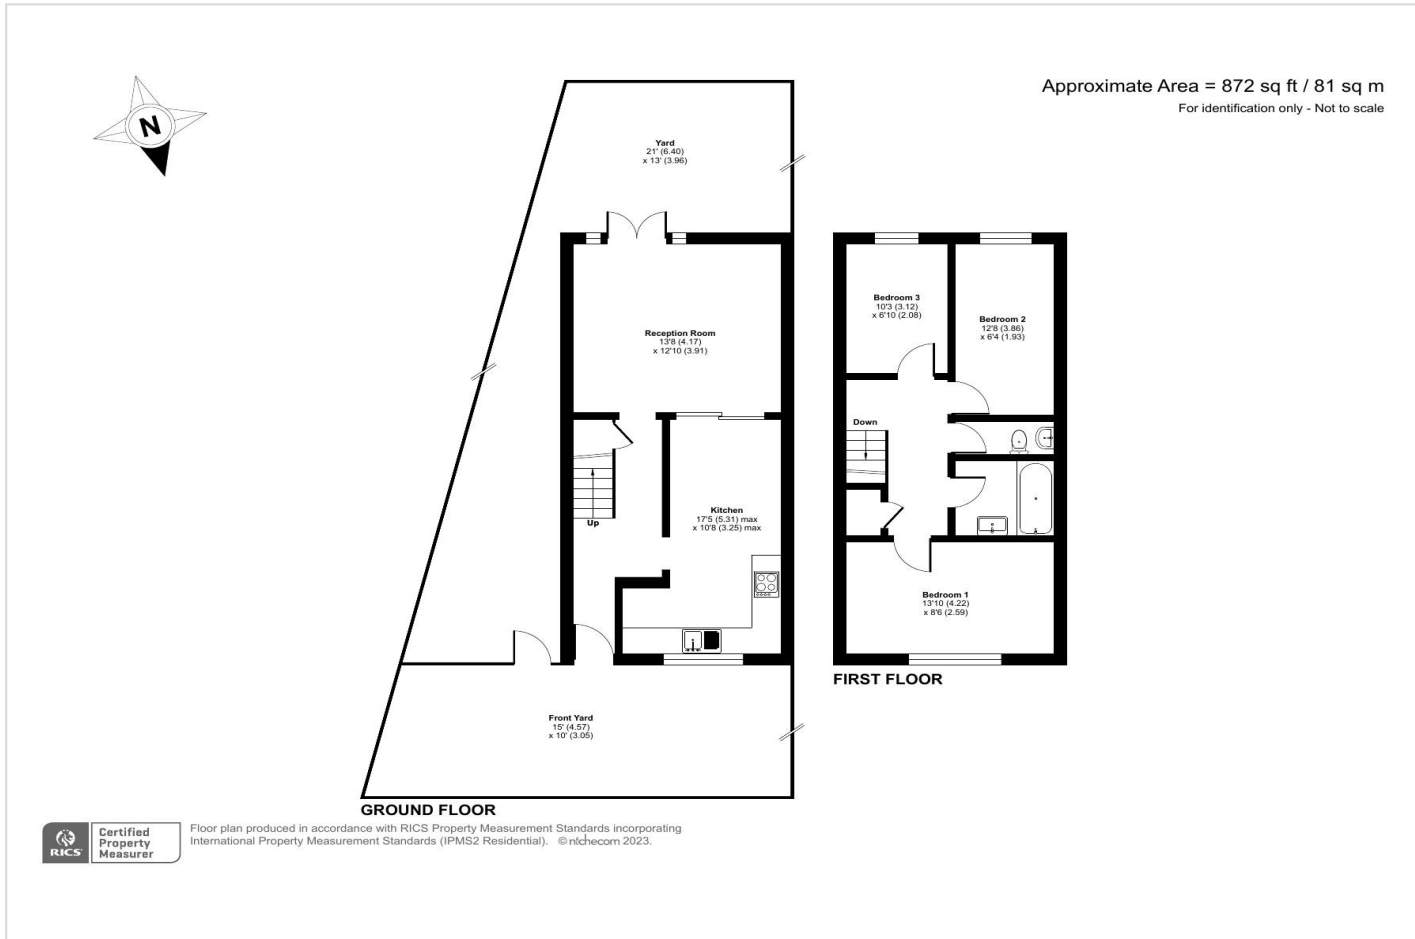 Approximate Area = 872 sq ft / 81 sq m
For identification only - Not to scale
N
Yard
21' (6.40)
x 13' (3.96)
Reception Room
13'8 (4.17)
x 12'10 (3.91)
Up
Kitchen
17'5 (5.31) max
x 10'8 (3.25) max
Front Yard
15' (4.57)
x 10' (3.05)
GROUND FLOOR
Bedroom 3
10'3 (3.12)
x 6'10 (2.08)
Bedroom 2
12'8 (3.86)
x 6'4 (1.93)
Down
Bedroom 1
13'10 (4.22)
x 8'6 (2.59)
FIRST FLOOR
RICS
Certified
Property
Measurer
Floor plan produced in accordance with RICS Property Measurement Standards incorporating
International Property Measurement Standards (IPMS2 Residential). ©nichecom 2023.